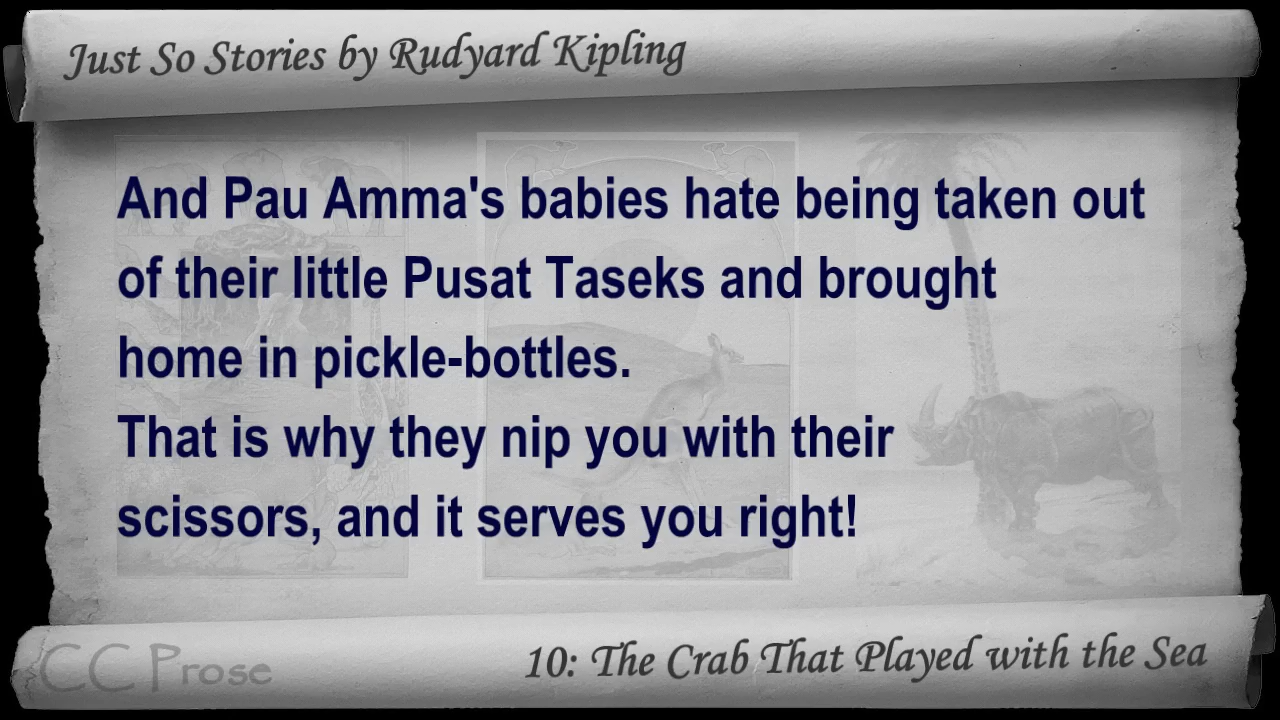 Just So Stories by Rudyard Kipling
And Pau Amma's babies hate being taken out
of their little Pusat Taseks and brought
home in pickle-bottles.
That is why they nip you with their
scissors, and it serves you right!
CC Prose
10: The Crab That Played with the Sea